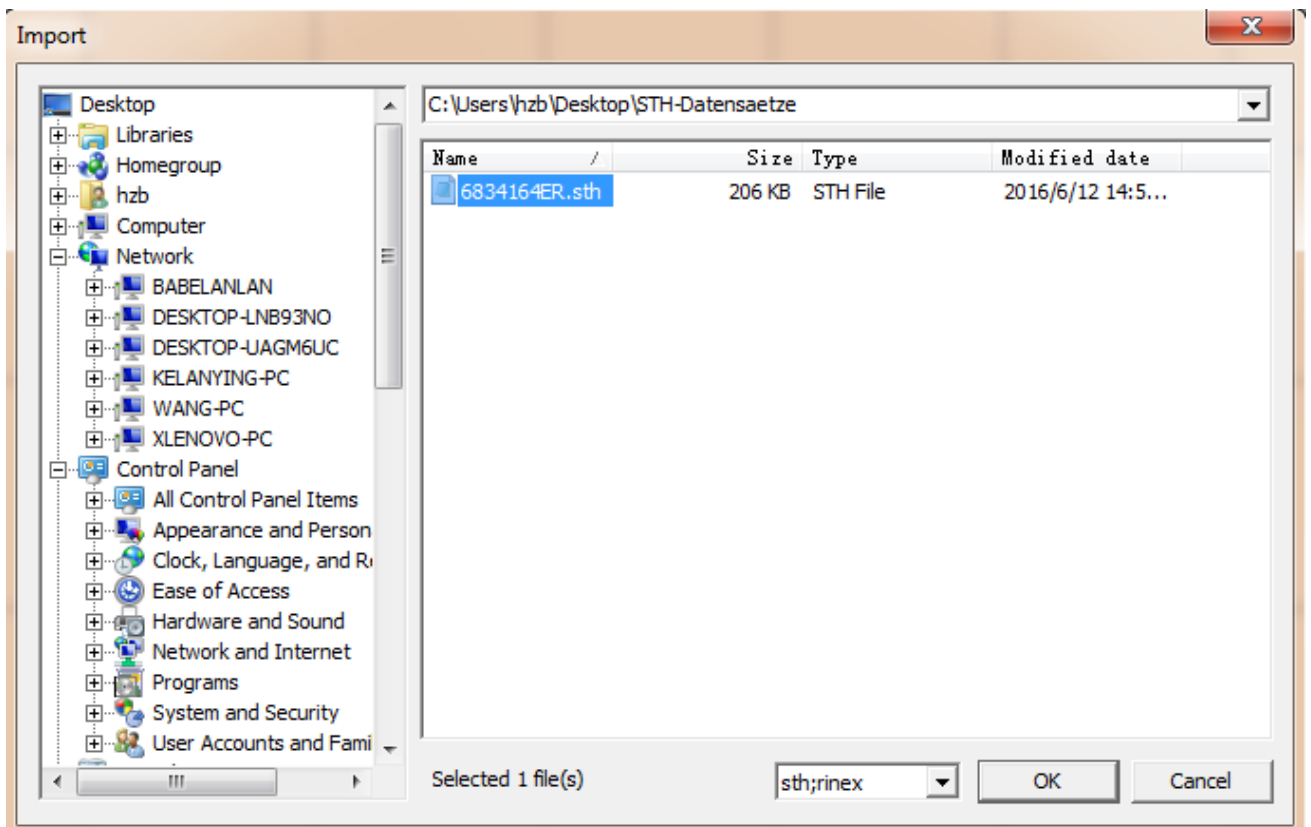 Import
Desktop
Libraries
Homegroup
hzb
Computer
Network
BABELANLAN
DESKTOP-LNB93NO
DESKTOP-UAGM6UC
KELANYING-PC
WANG-PC
XLENOVO-PC
Control Panel
All Control Panel Items
Appearance and Person
Clock, Language, and Re
Ease of Access
Hardware and Sound
Network and Internet
Programs
System and Security
User Accounts and Fami
C:\Users\hzb\Desktop\STH-Datensaetze
Name / Size Type Modified date
6834164ER.sth 206 KB STH File 2016/6/12 14:5...
Selected 1 file(s) sth;rinex OK Cancel